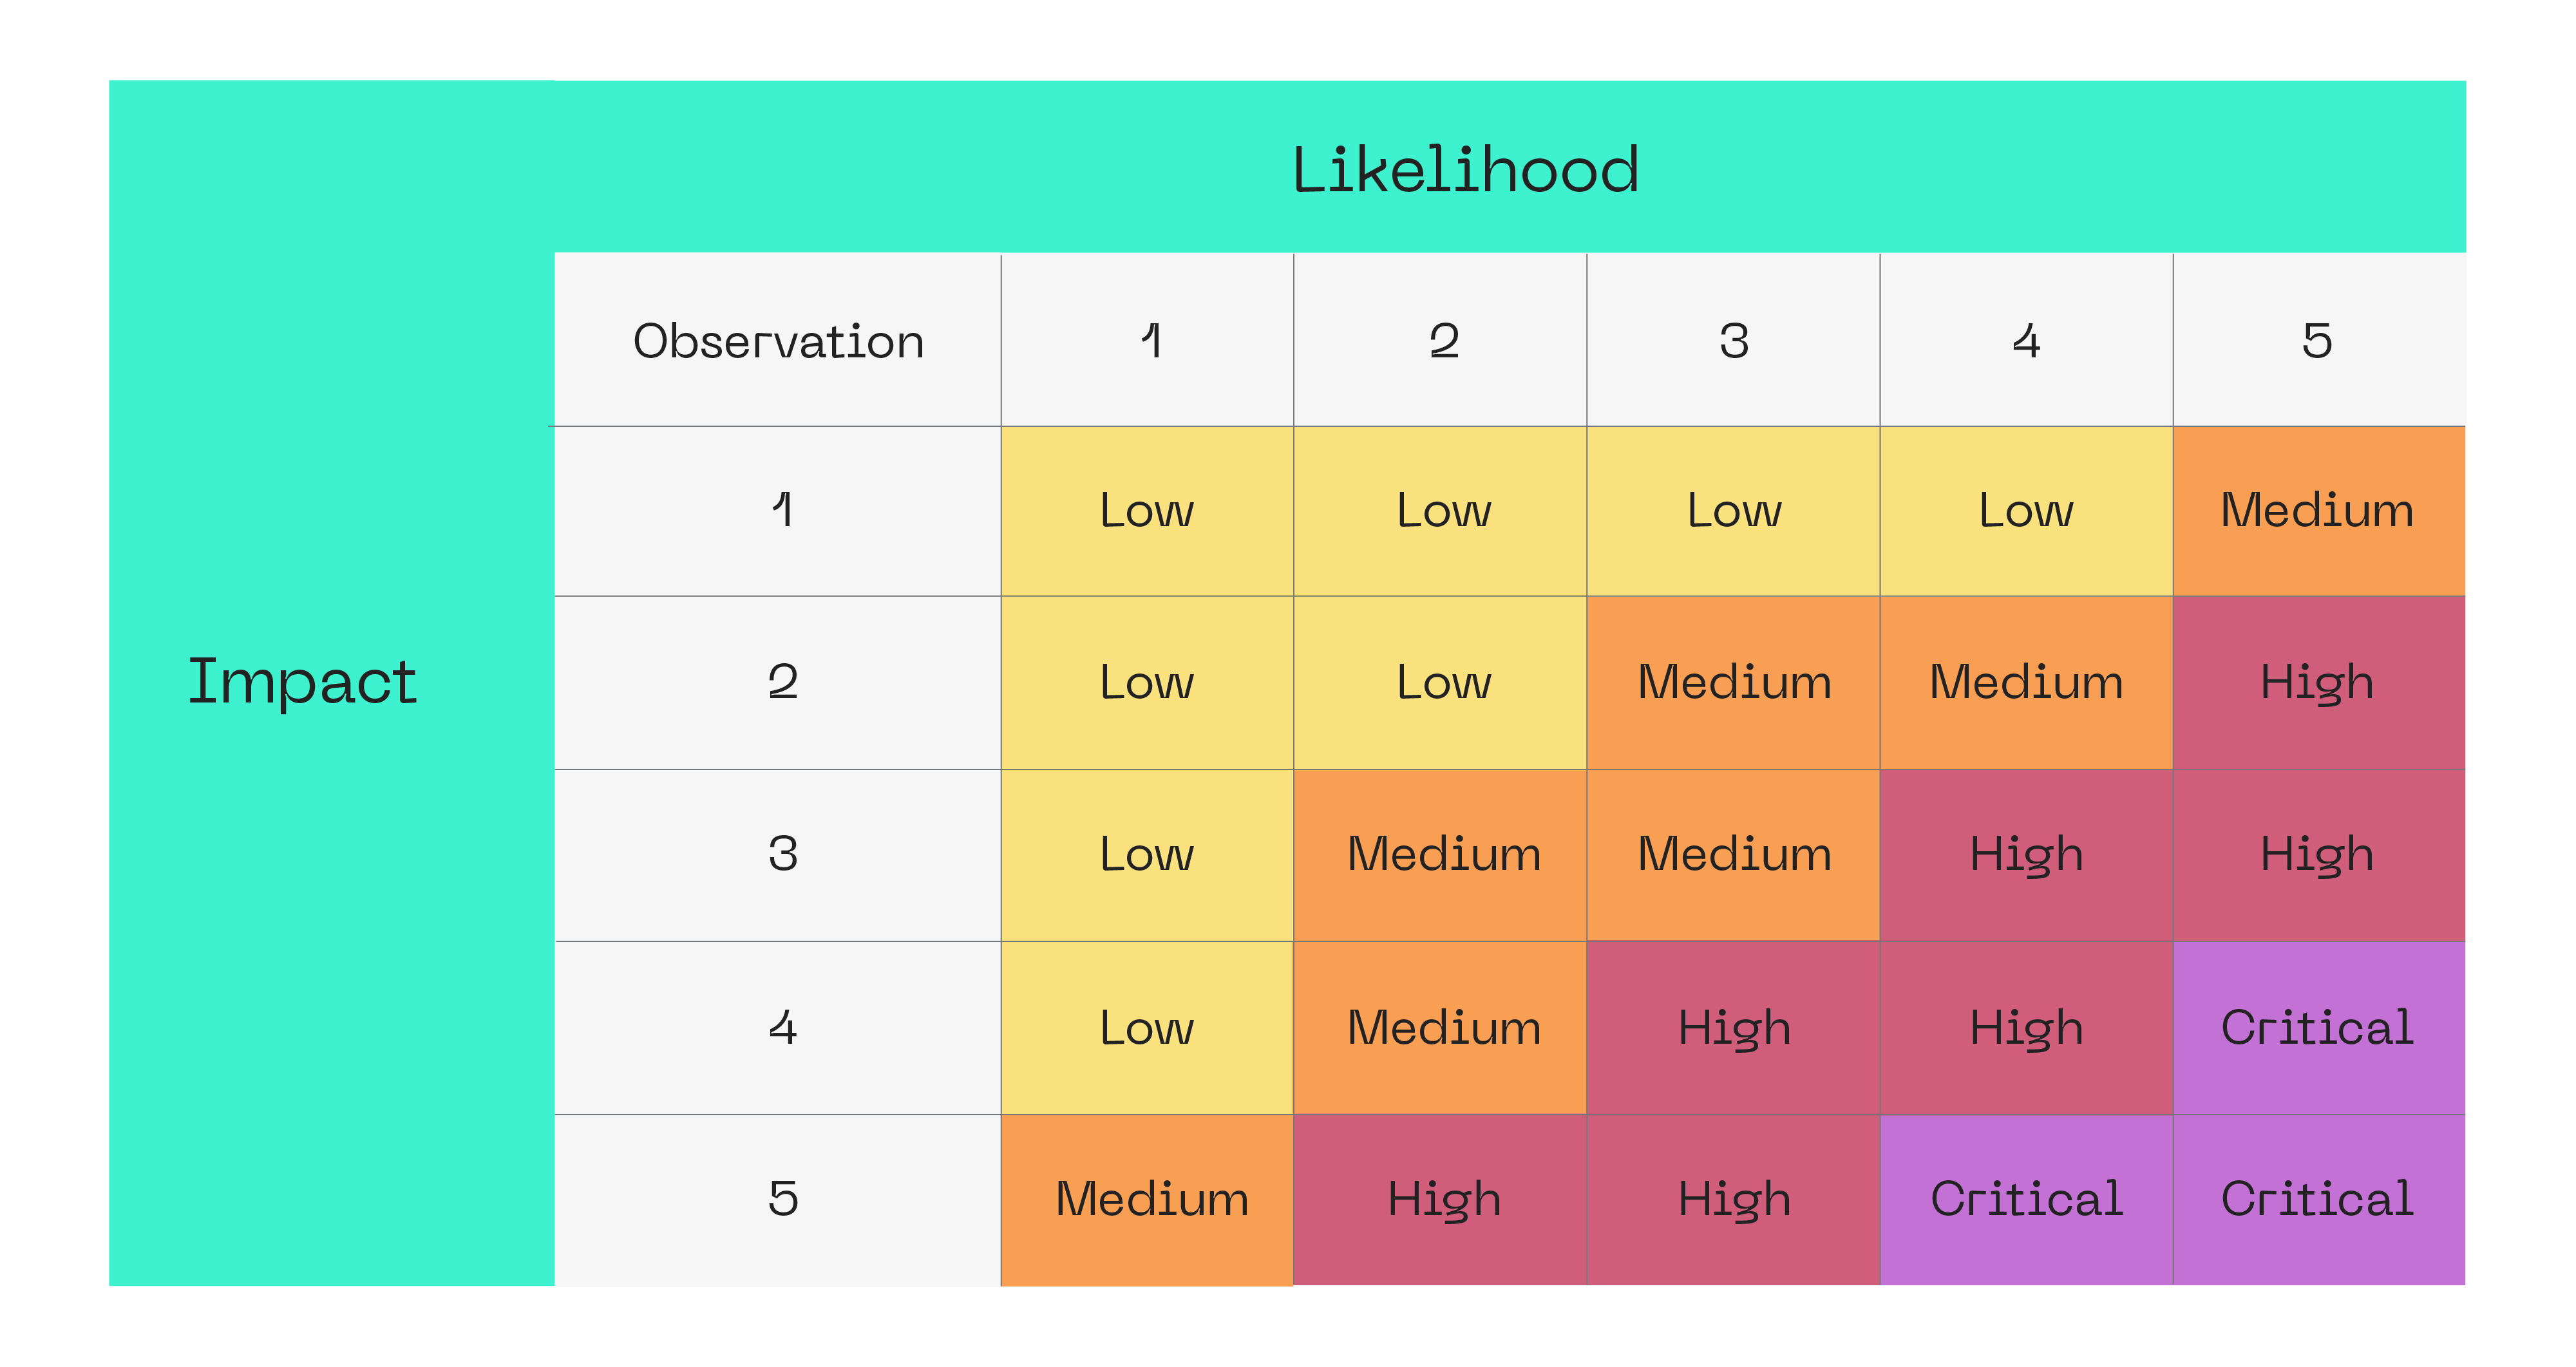 Likelihood
Observation 1 2 3 4 5
1 Low Low Low Low Medium
Impact
2 Low Low Medium Medium High
3 Low Medium Medium High High
4 Low Medium High High Critical
5 Medium High High Critical Critical